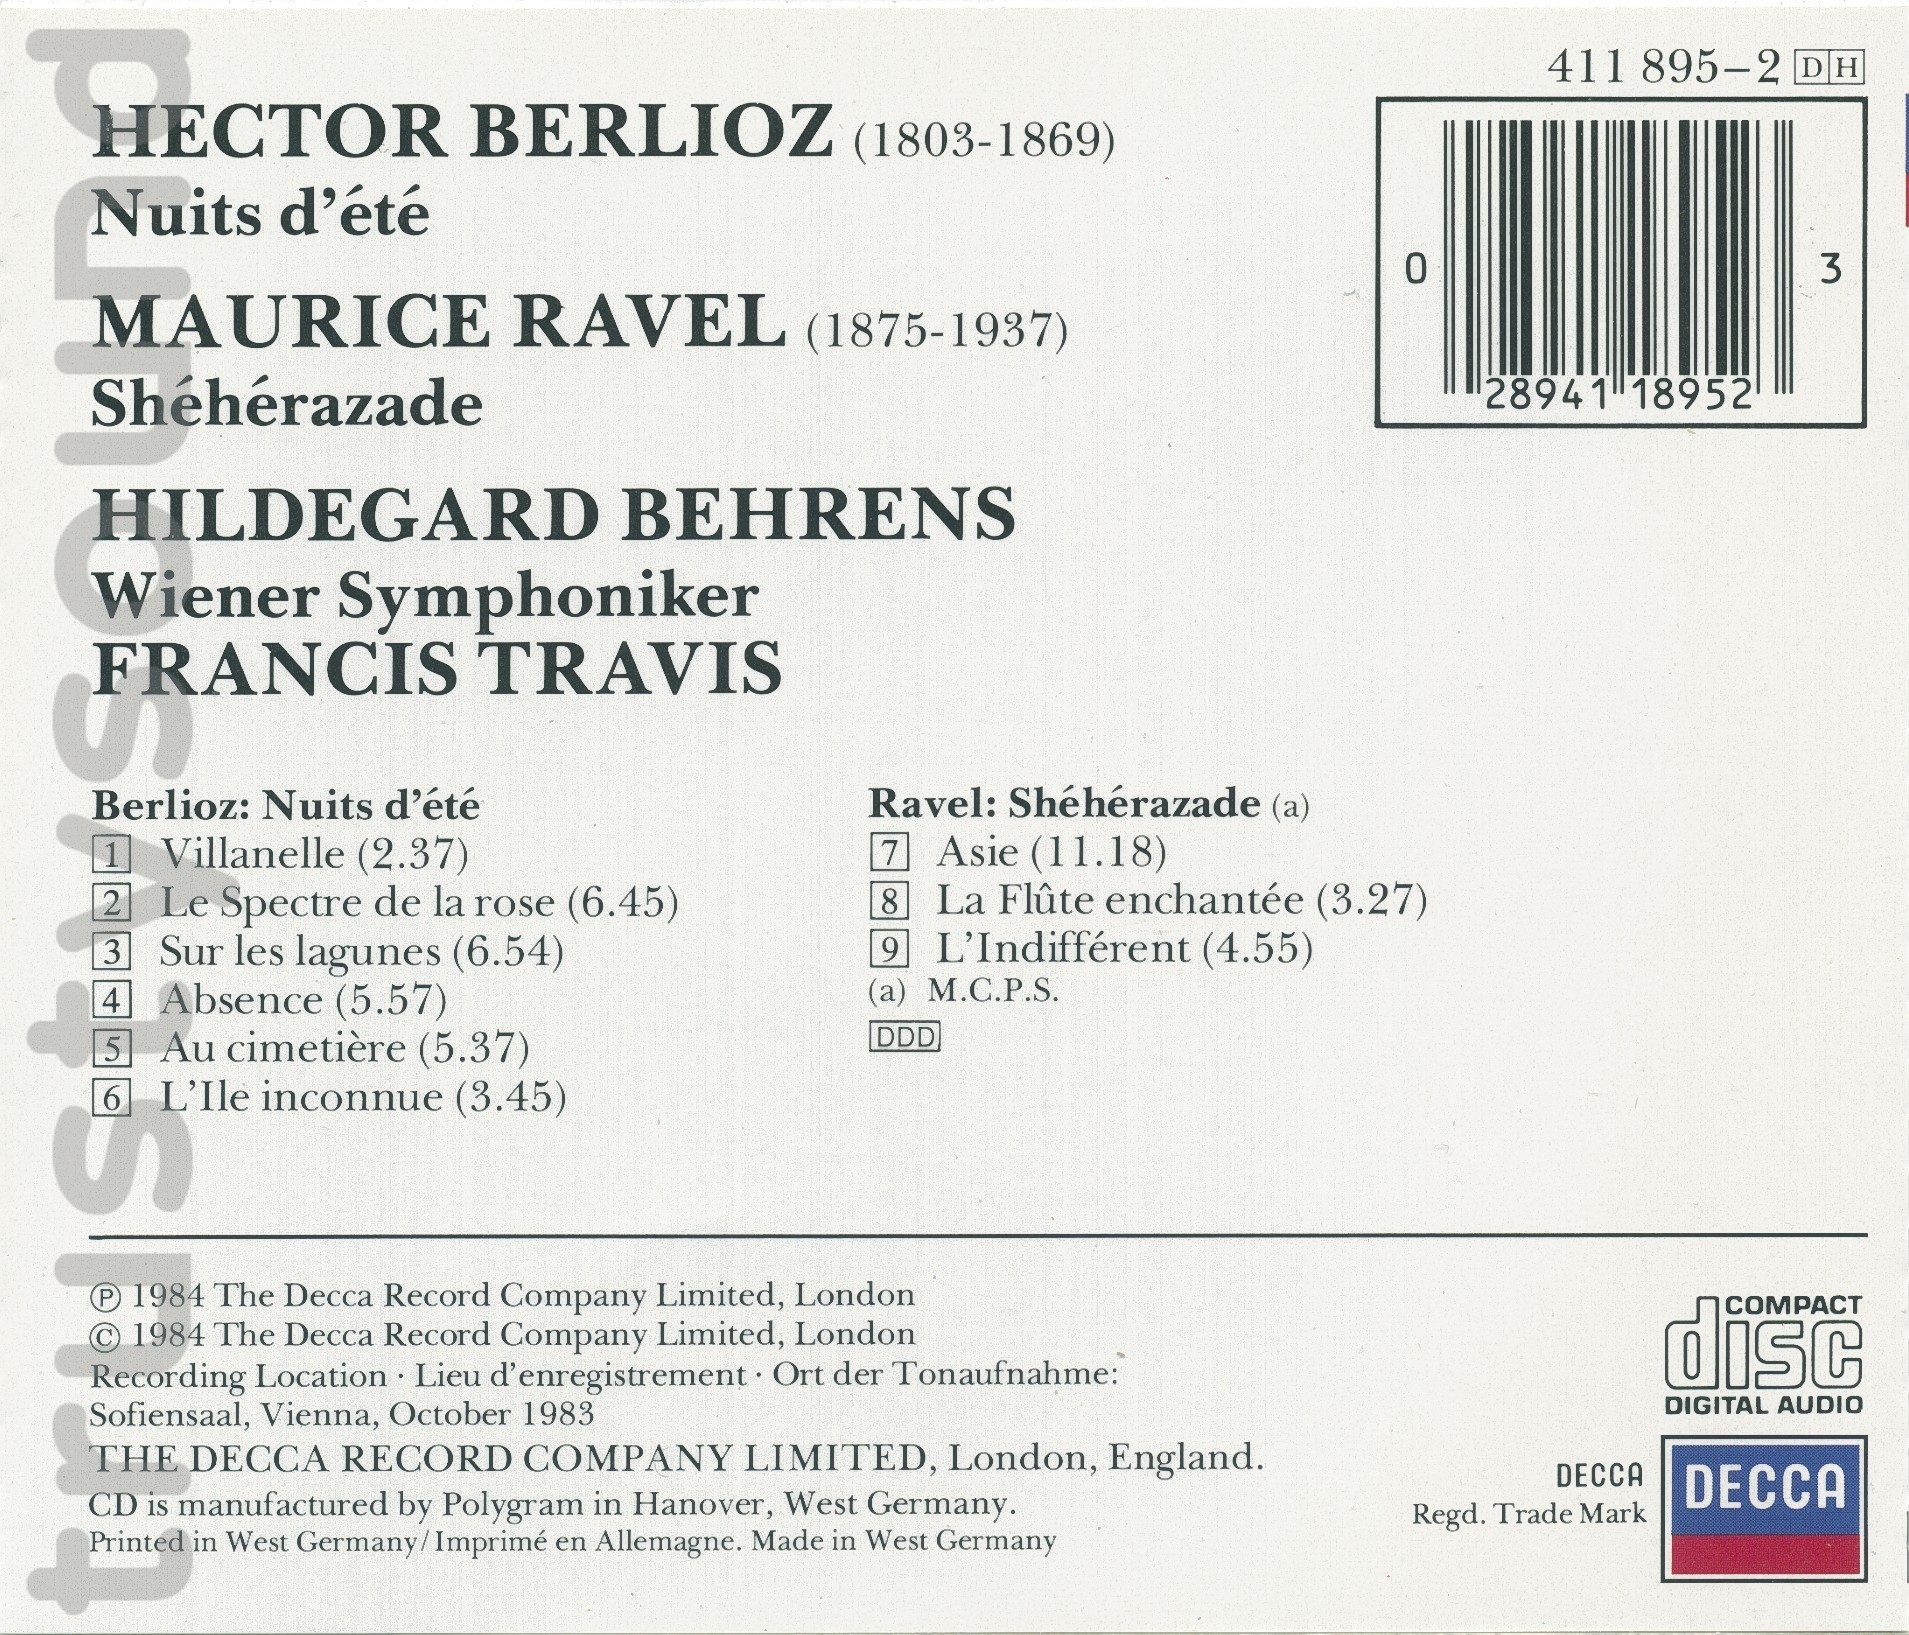 411 895-2 DH
HECTOR BERLIOZ (1803-1869)
Nuits d'été
MAURICE RAVEL (1875-1937)
Shéhérazade
0 28941 18952 3
HILDEGARD BEHRENS
Wiener Symphoniker
FRANCIS TRAVIS
Berlioz: Nuits d'été
1 Villanelle (2.37)
2 Le Spectre de la rose (6.45)
3 Sur les lagunes (6.54)
4 Absence (5.57)
5 Au cimetière (5.37)
6 L'Ile inconnue (3.45)
Ravel: Shéhérazade (a)
7 Asie (11.18)
8 La Flûte enchantée (3.27)
9 L'Indifférent (4.55)
(a) M.C.P.S.
DDD
℗ 1984 The Decca Record Company Limited, London
© 1984 The Decca Record Company Limited, London
Recording Location · Lieu d'enregistrement · Ort der Tonaufnahme:
Sofiensaal, Vienna, October 1983
THE DECCA RECORD COMPANY LIMITED, London, England.
CD is manufactured by Polygram in Hanover, West Germany.
Printed in West Germany/Imprimé en Allemagne. Made in West Germany
COMPACT
disc
DIGITAL AUDIO
DECCA
Regd. Trade Mark
DECCA
trustysound